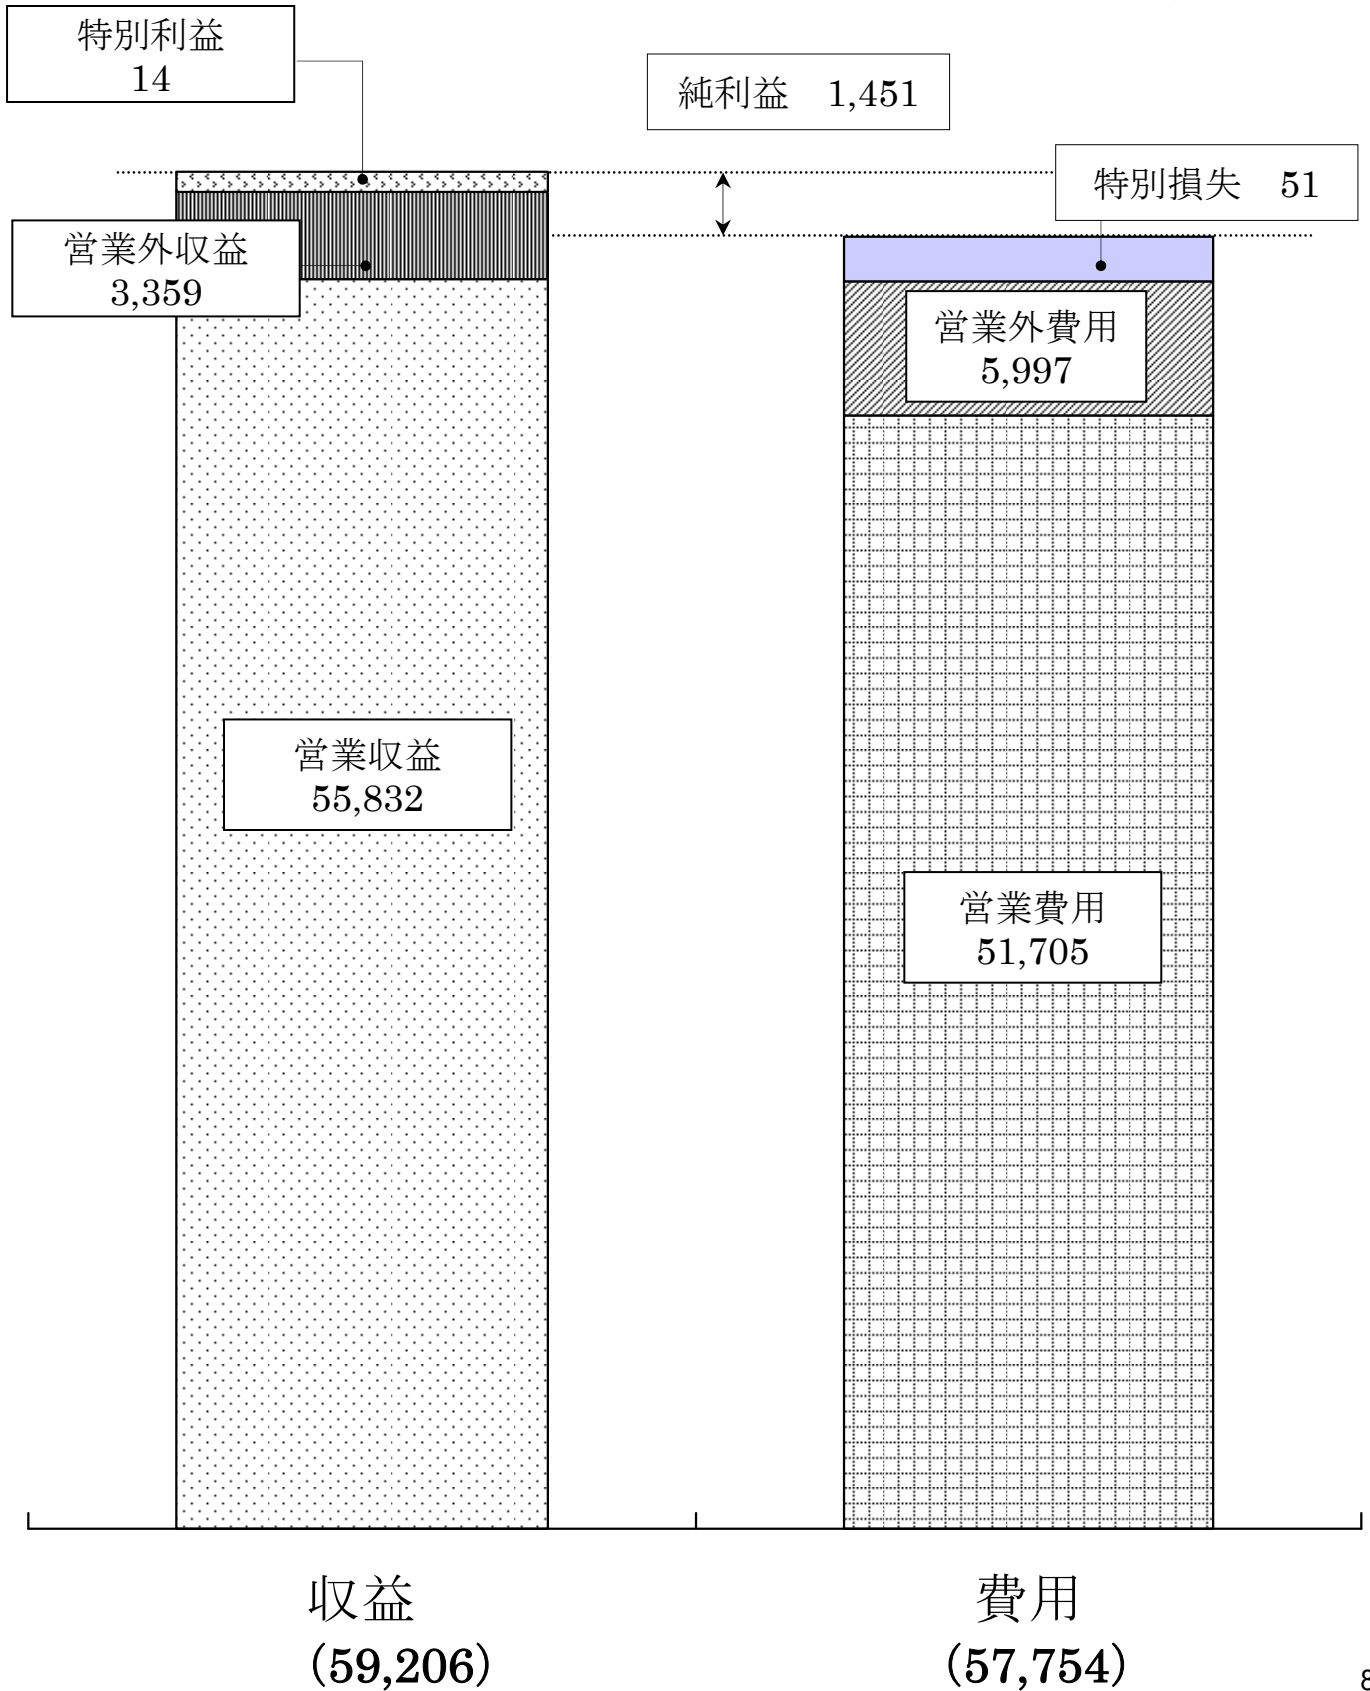 特別利益
14
純利益　1,451
特別損失　51
営業外収益
3,359
営業外費用
5,997
営業収益
55,832
営業費用
51,705
収益
(59,206)
費用
(57,754)
8